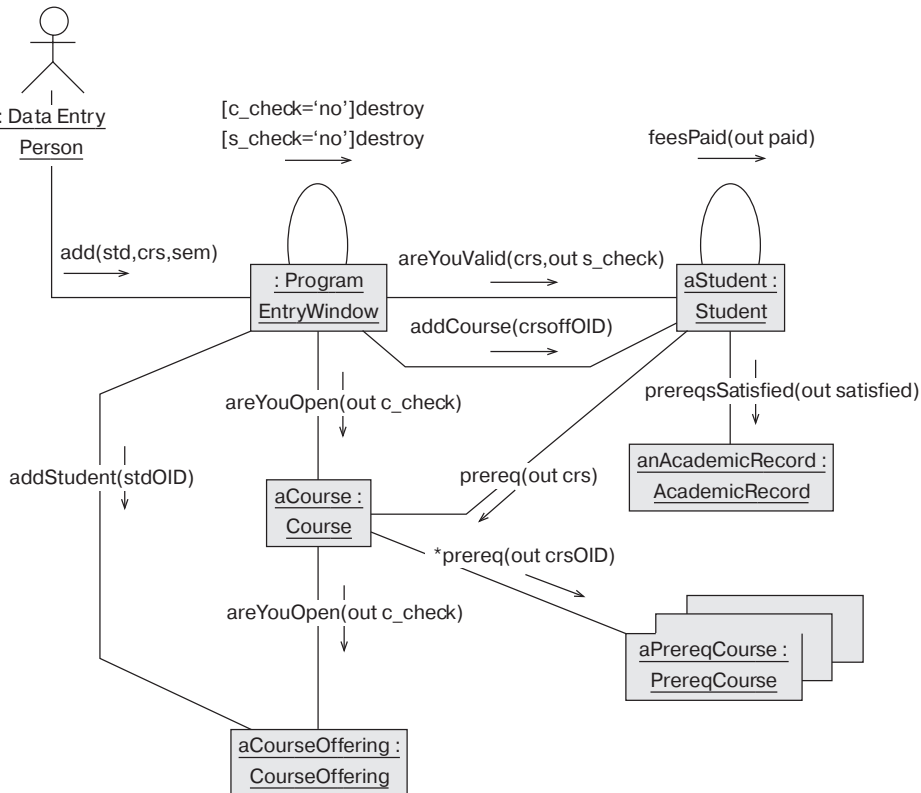 : Data Entry
Person
[c_check=‘no’]destroy
[s_check=‘no’]destroy
feesPaid(out paid)
add(std,crs,sem)
: Program
EntryWindow
areYouValid(crs,out s_check)
aStudent :
Student
addCourse(crsoffOID)
areYouOpen(out c_check)
prereqsSatisfied(out satisfied)
addStudent(stdOID)
prereq(out crs)
anAcademicRecord :
AcademicRecord
aCourse :
Course
*prereq(out crsOID)
areYouOpen(out c_check)
aPrereqCourse :
PrereqCourse
aCourseOffering :
CourseOffering